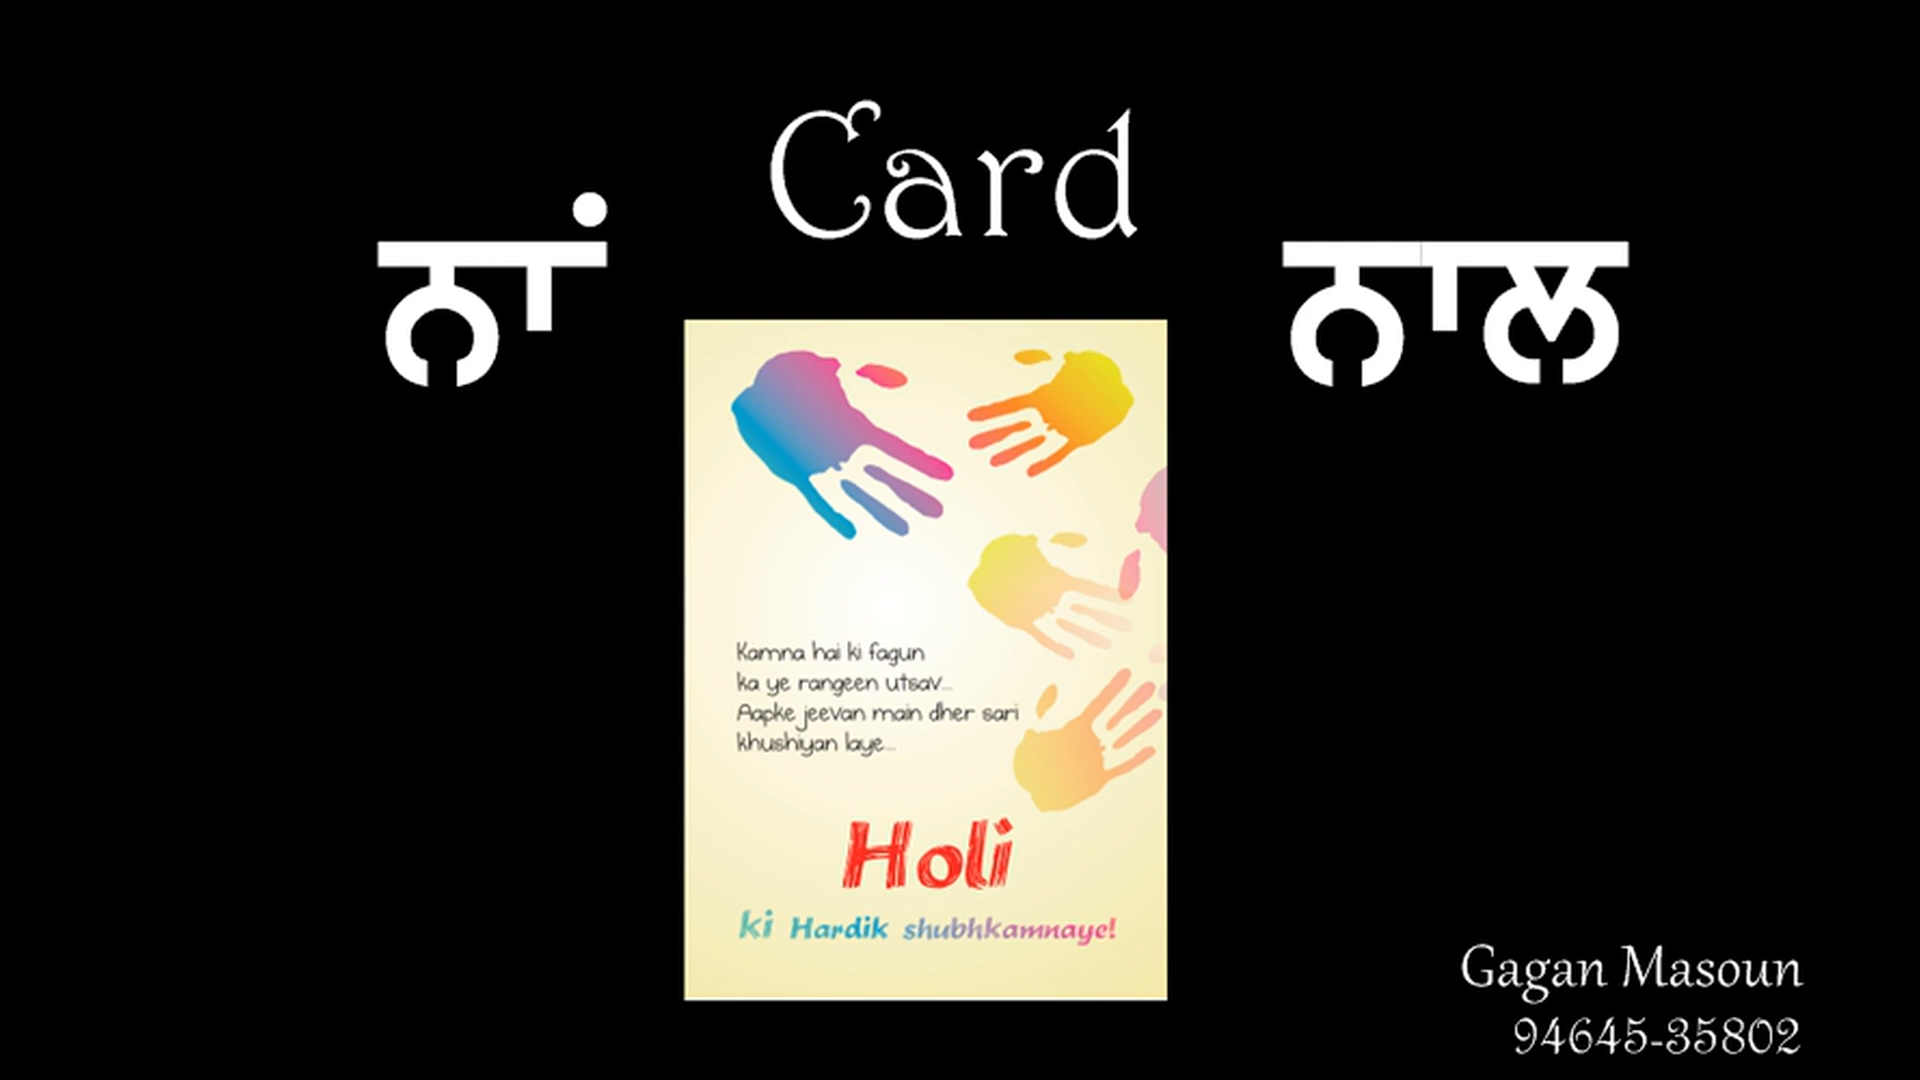 ਨਾਂ Card ਨਾਲ
Kamna hai ki fagun
ka ye rangeen utsav...
Aapke jeevan main dher sari
khushiyan laye...
Holi
ki Hardik shubhkamnaye!
Gagan Masoun
94645-35802